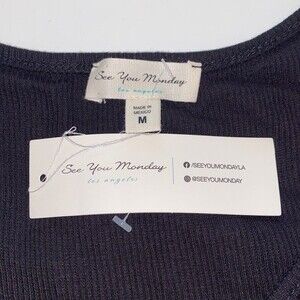 See You Monday
los angeles
MADE IN
MEXICO
M
See You Monday
los angeles
/SEEYOUMONDAYLA
@SEEYOUMONDAY